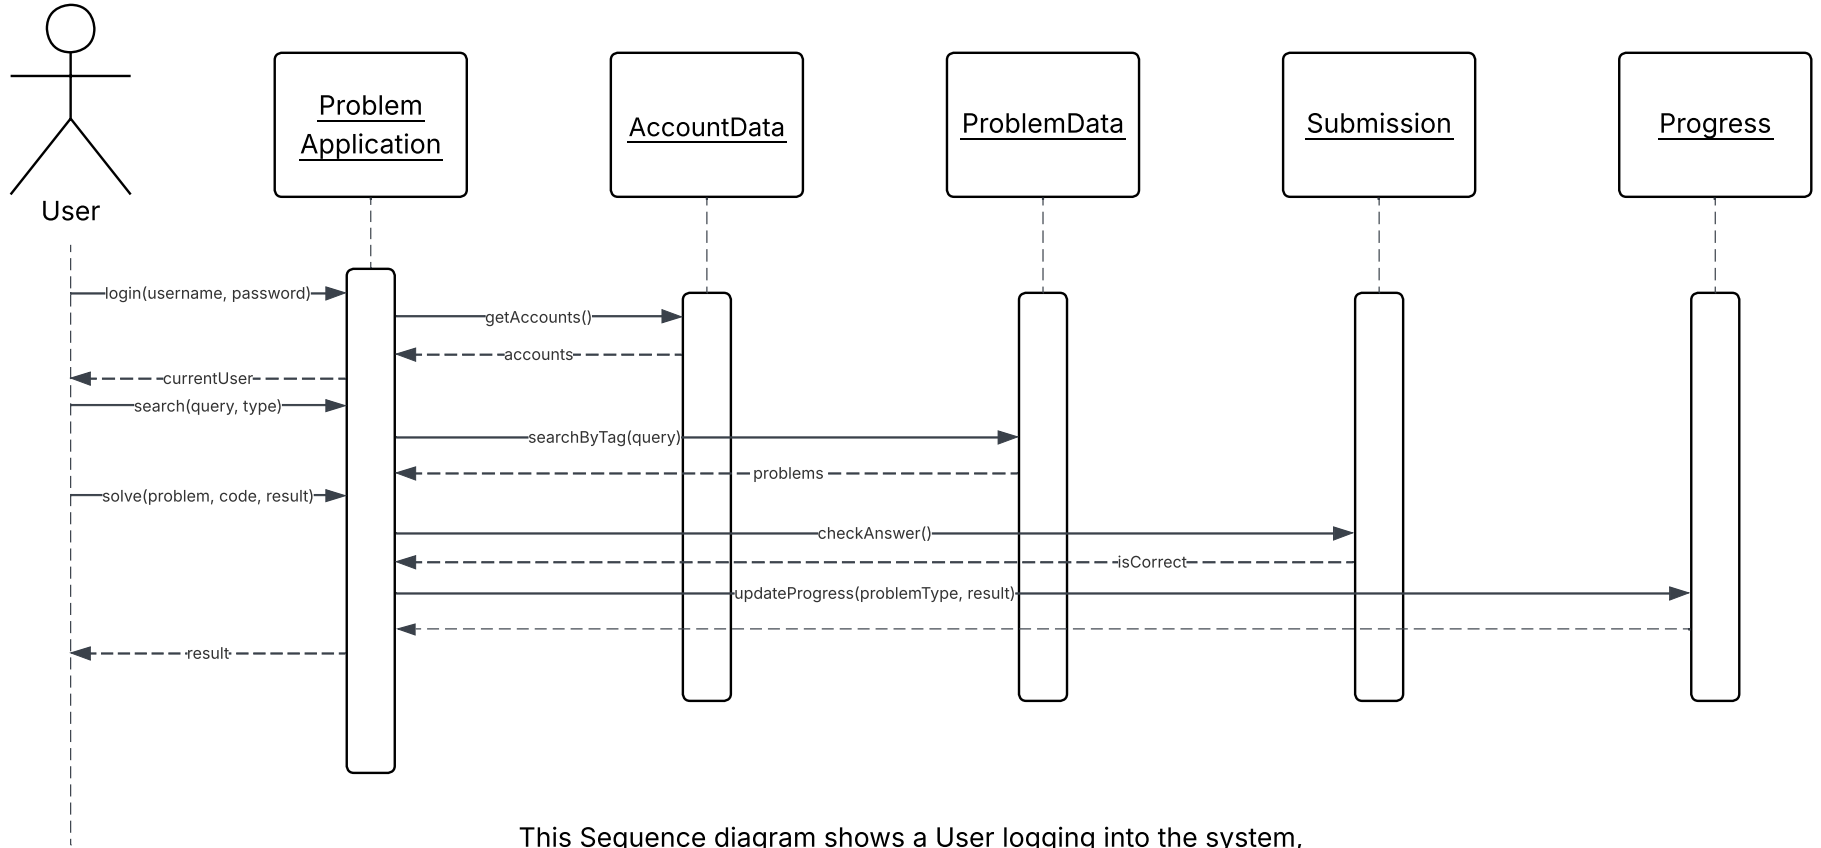 User
Problem
Application
AccountData
ProblemData
Submission
Progress
login(username, password)
getAccounts()
accounts
currentUser
search(query, type)
searchByTag(query)
problems
solve(problem, code, result)
checkAnswer()
isCorrect
updateProgress(problemType, result)
result
This Sequence diagram shows a User logging into the system,